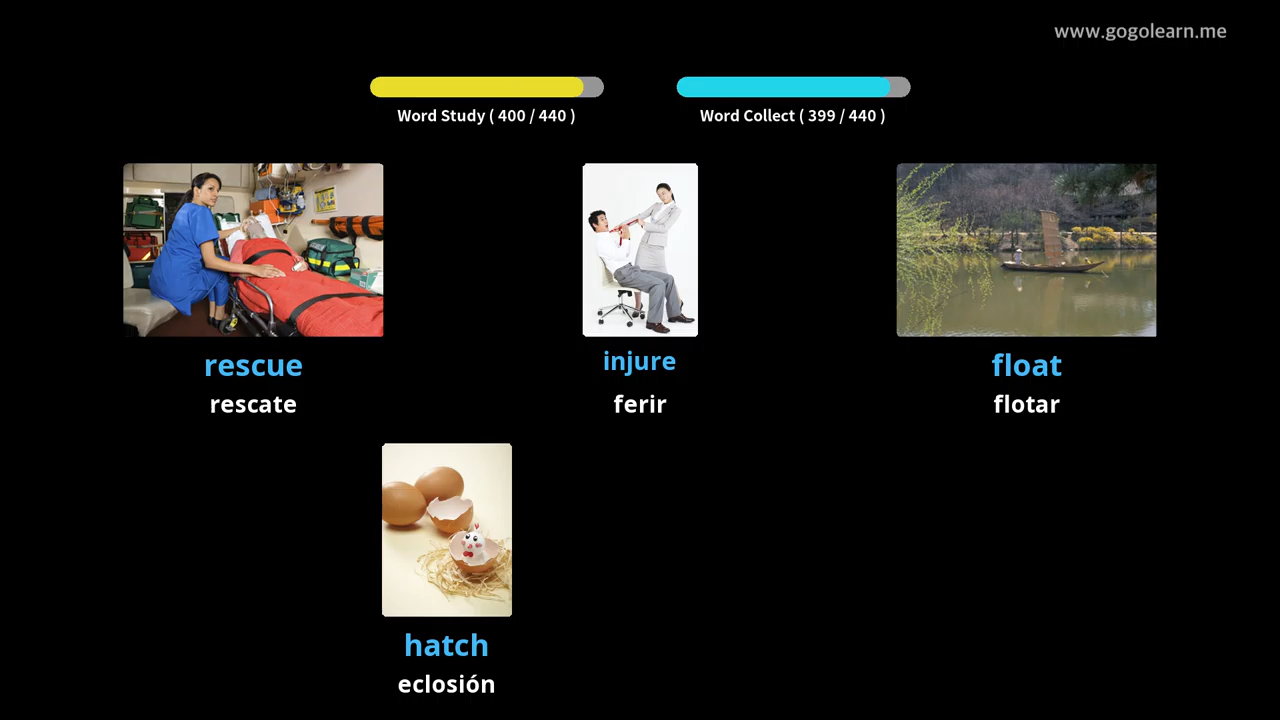 www.gogolearn.me
Word Study ( 400 / 440 )
Word Collect ( 399 / 440 )
rescue
rescate
injure
ferir
float
flotar
hatch
eclosión